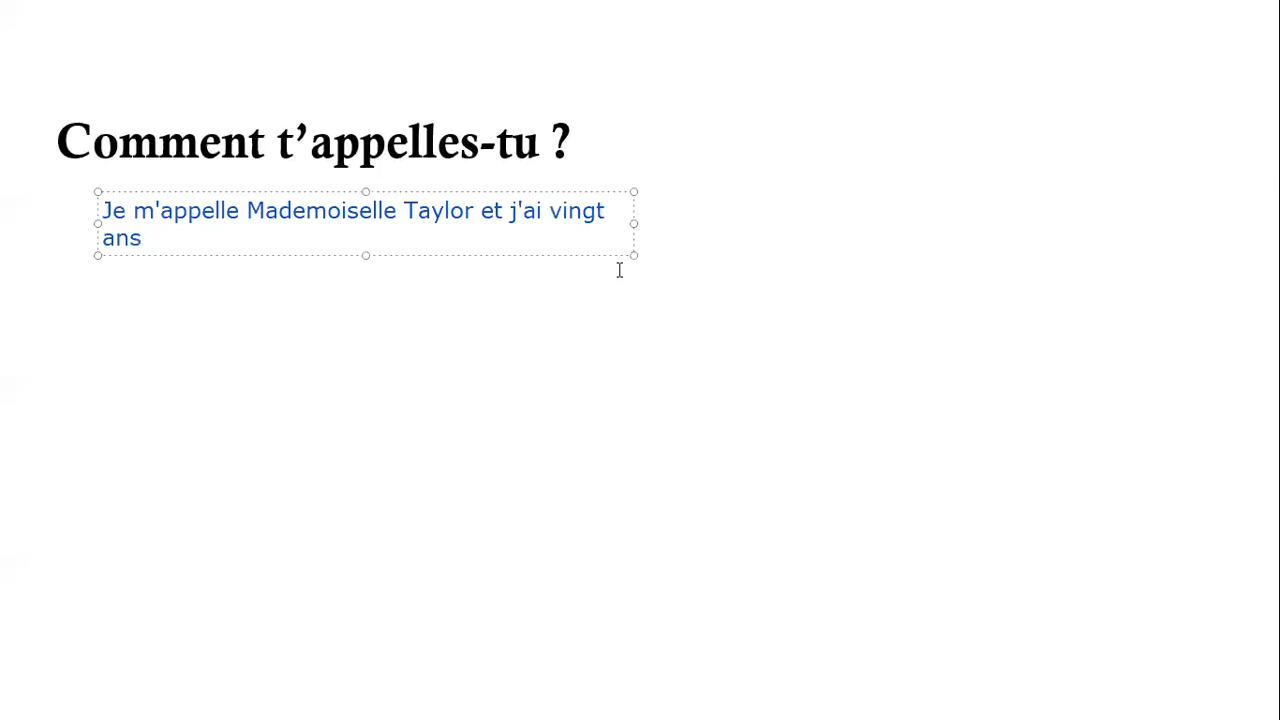 Comment t’appelles-tu ?
Je m'appelle Mademoiselle Taylor et j'ai vingt
ans